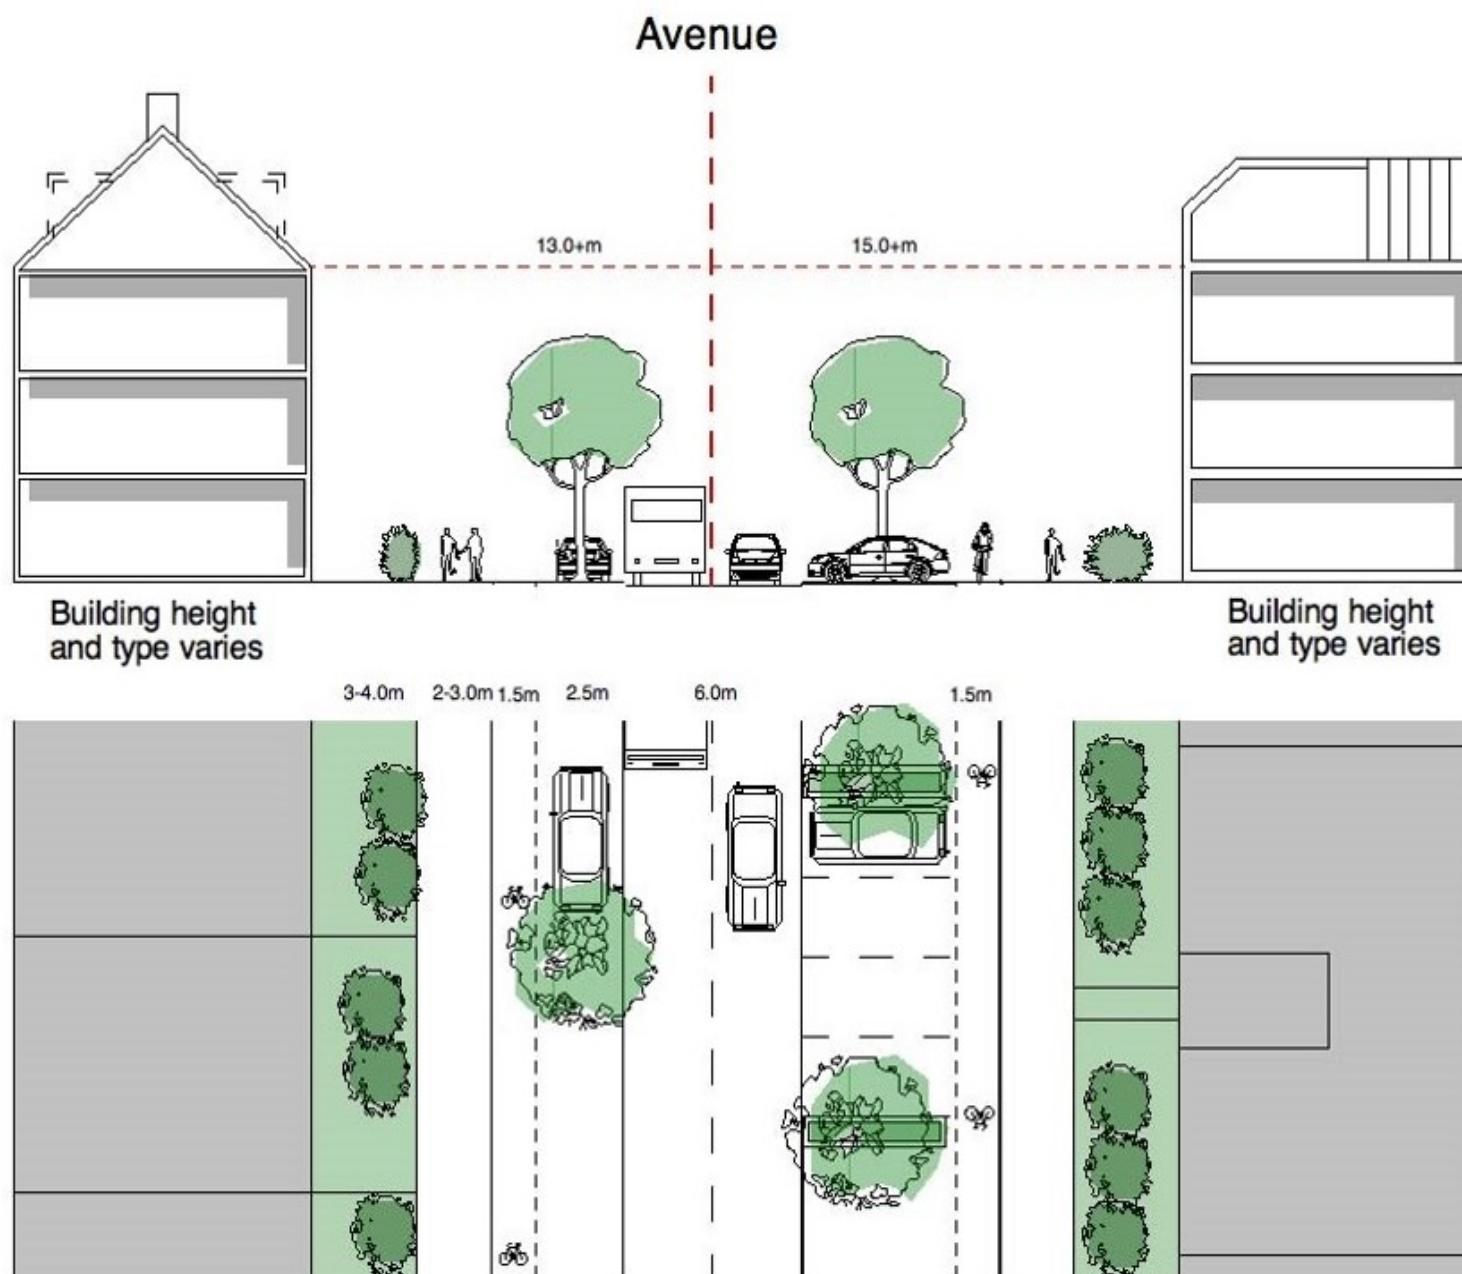 Avenue
13.0+m
15.0+m
Building height
and type varies
Building height
and type varies
3-4.0m
2-3.0m
1.5m
2.5m
6.0m
1.5m